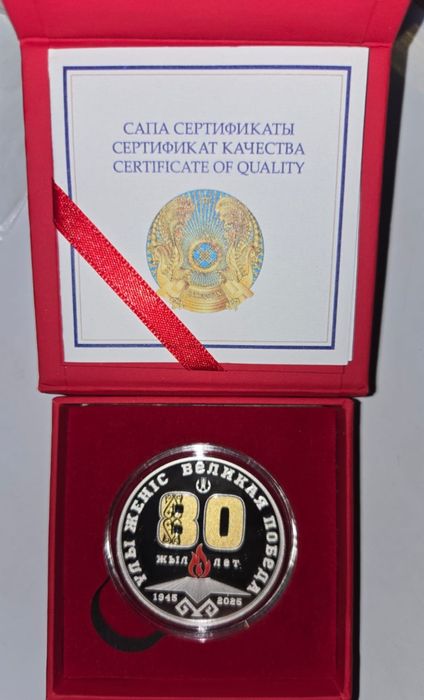 САПА СЕРТИФИКАТЫ
СЕРТИФИКАТ КАЧЕСТВА
CERTIFICATE OF QUALITY
ҰЛЫ ЖЕҢІС ВЕЛИКАЯ ПОБЕДА
80
ЖЫЛ ЛЕТ
1945 2025